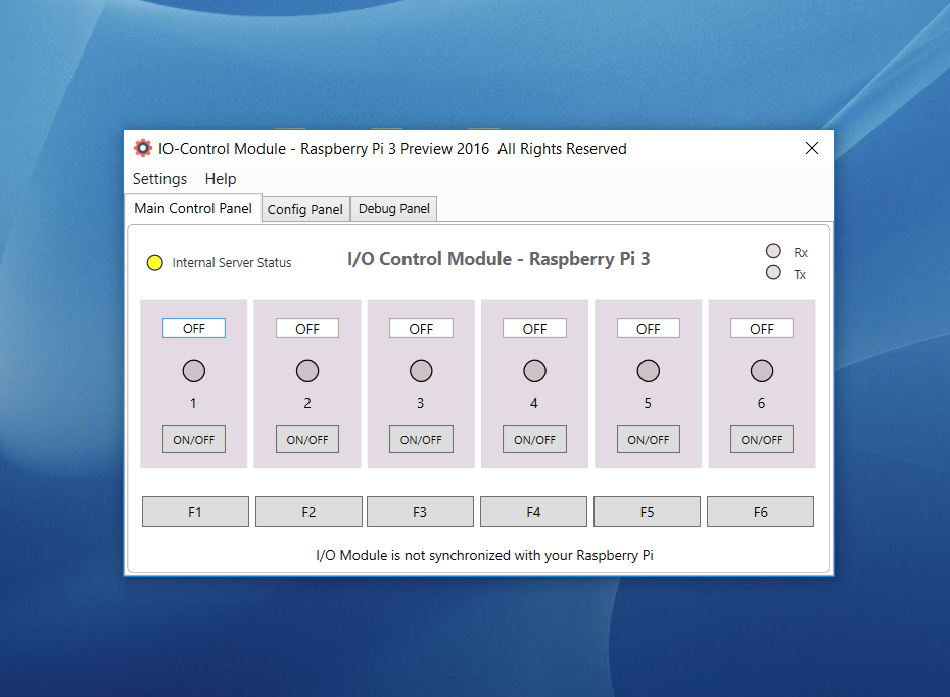 IO-Control Module - Raspberry Pi 3 Preview 2016  All Rights Reserved
Settings Help
Main Control Panel Config Panel Debug Panel
Internal Server Status I/O Control Module - Raspberry Pi 3 Rx
Tx
OFF OFF OFF OFF OFF OFF
1 2 3 4 5 6
ON/OFF ON/OFF ON/OFF ON/OFF ON/OFF ON/OFF
F1 F2 F3 F4 F5 F6
I/O Module is not synchronized with your Raspberry Pi